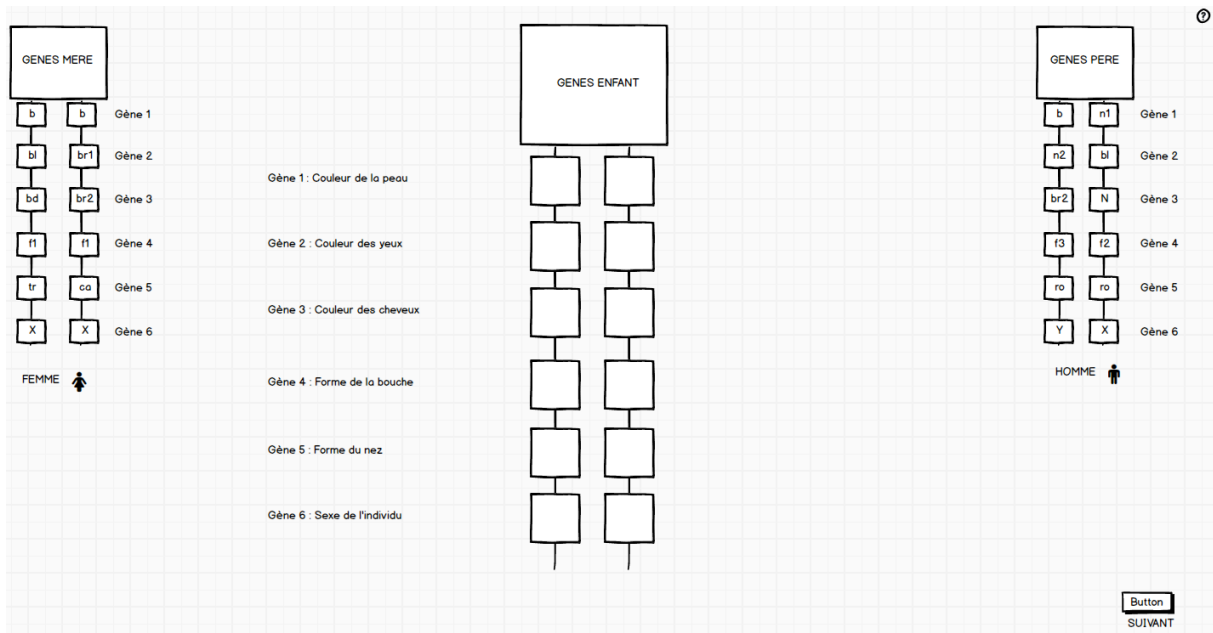 GENES MERE
b b Gène 1
bl br1 Gène 2
bd br2 Gène 3
f1 f1 Gène 4
tr ca Gène 5
X X Gène 6
FEMME
GENES ENFANT
Gène 1 : Couleur de la peau
Gène 2 : Couleur des yeux
Gène 3 : Couleur des cheveux
Gène 4 : Forme de la bouche
Gène 5 : Forme du nez
Gène 6 : Sexe de l'individu
?
GENES PERE
b n1 Gène 1
n2 bl Gène 2
br2 N Gène 3
f3 f2 Gène 4
ro ro Gène 5
Y X Gène 6
HOMME
Button
SUIVANT